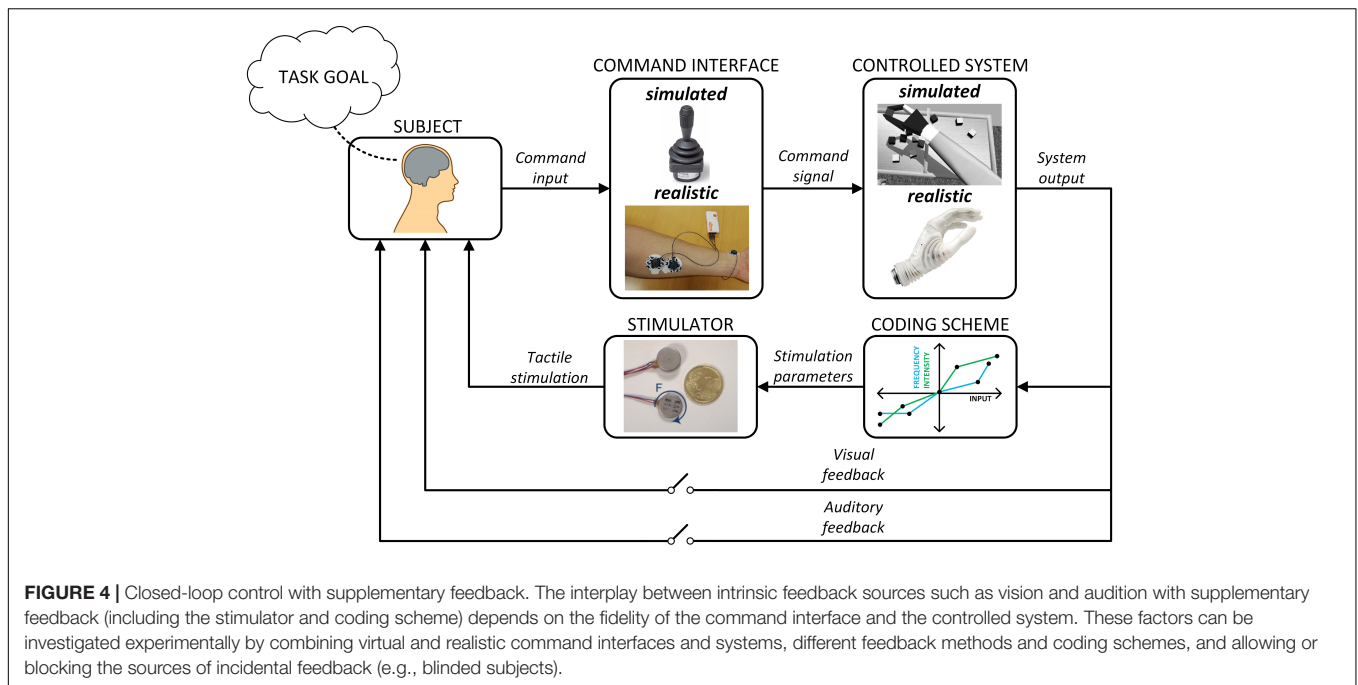 TASK GOAL
SUBJECT
Command
input
COMMAND INTERFACE
simulated
realistic
Command
signal
CONTROLLED SYSTEM
simulated
realistic
System
output
STIMULATOR
F
Tactile
stimulation
Stimulation
parameters
CODING SCHEME
FREQUENCY
INTENSITY
INPUT
Visual
feedback
Auditory
feedback
FIGURE 4 | Closed-loop control with supplementary feedback. The interplay between intrinsic feedback sources such as vision and audition with supplementary
feedback (including the stimulator and coding scheme) depends on the fidelity of the command interface and the controlled system. These factors can be
investigated experimentally by combining virtual and realistic command interfaces and systems, different feedback methods and coding schemes, and allowing or
blocking the sources of incidental feedback (e.g., blinded subjects).